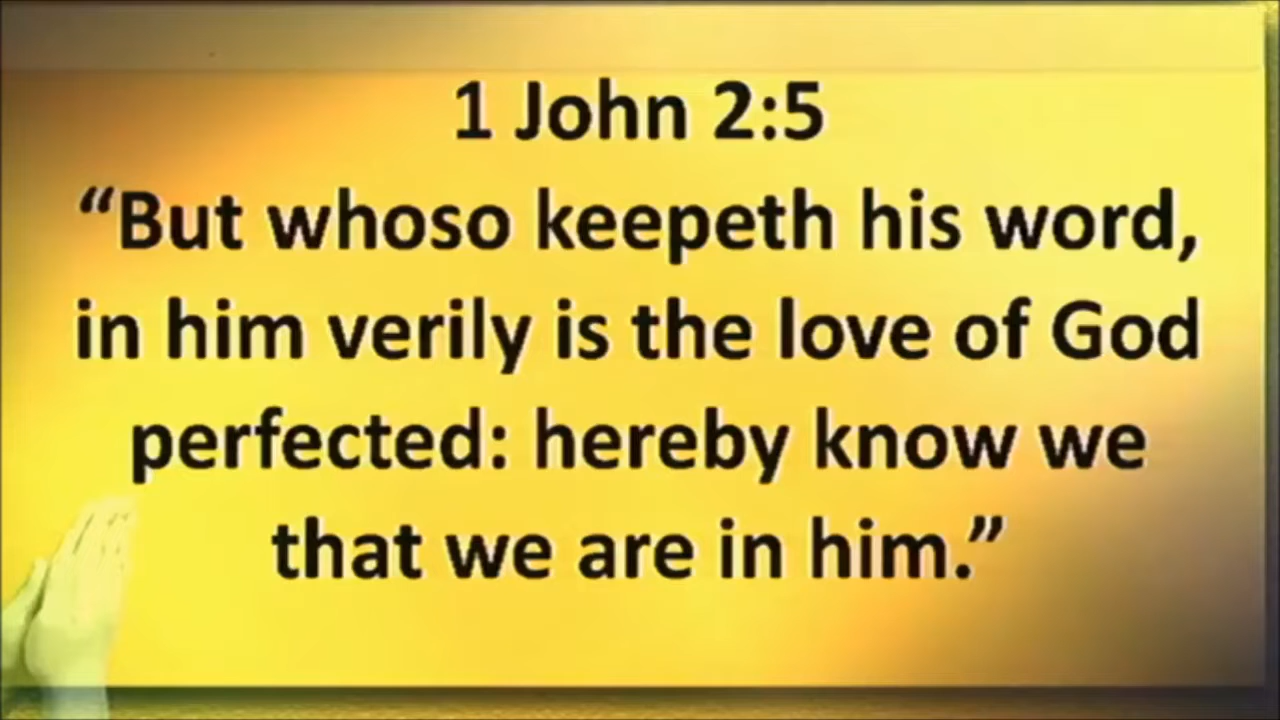 1 John 2:5
“But whoso keepeth his word,
in him verily is the love of God
perfected: hereby know we
that we are in him.”